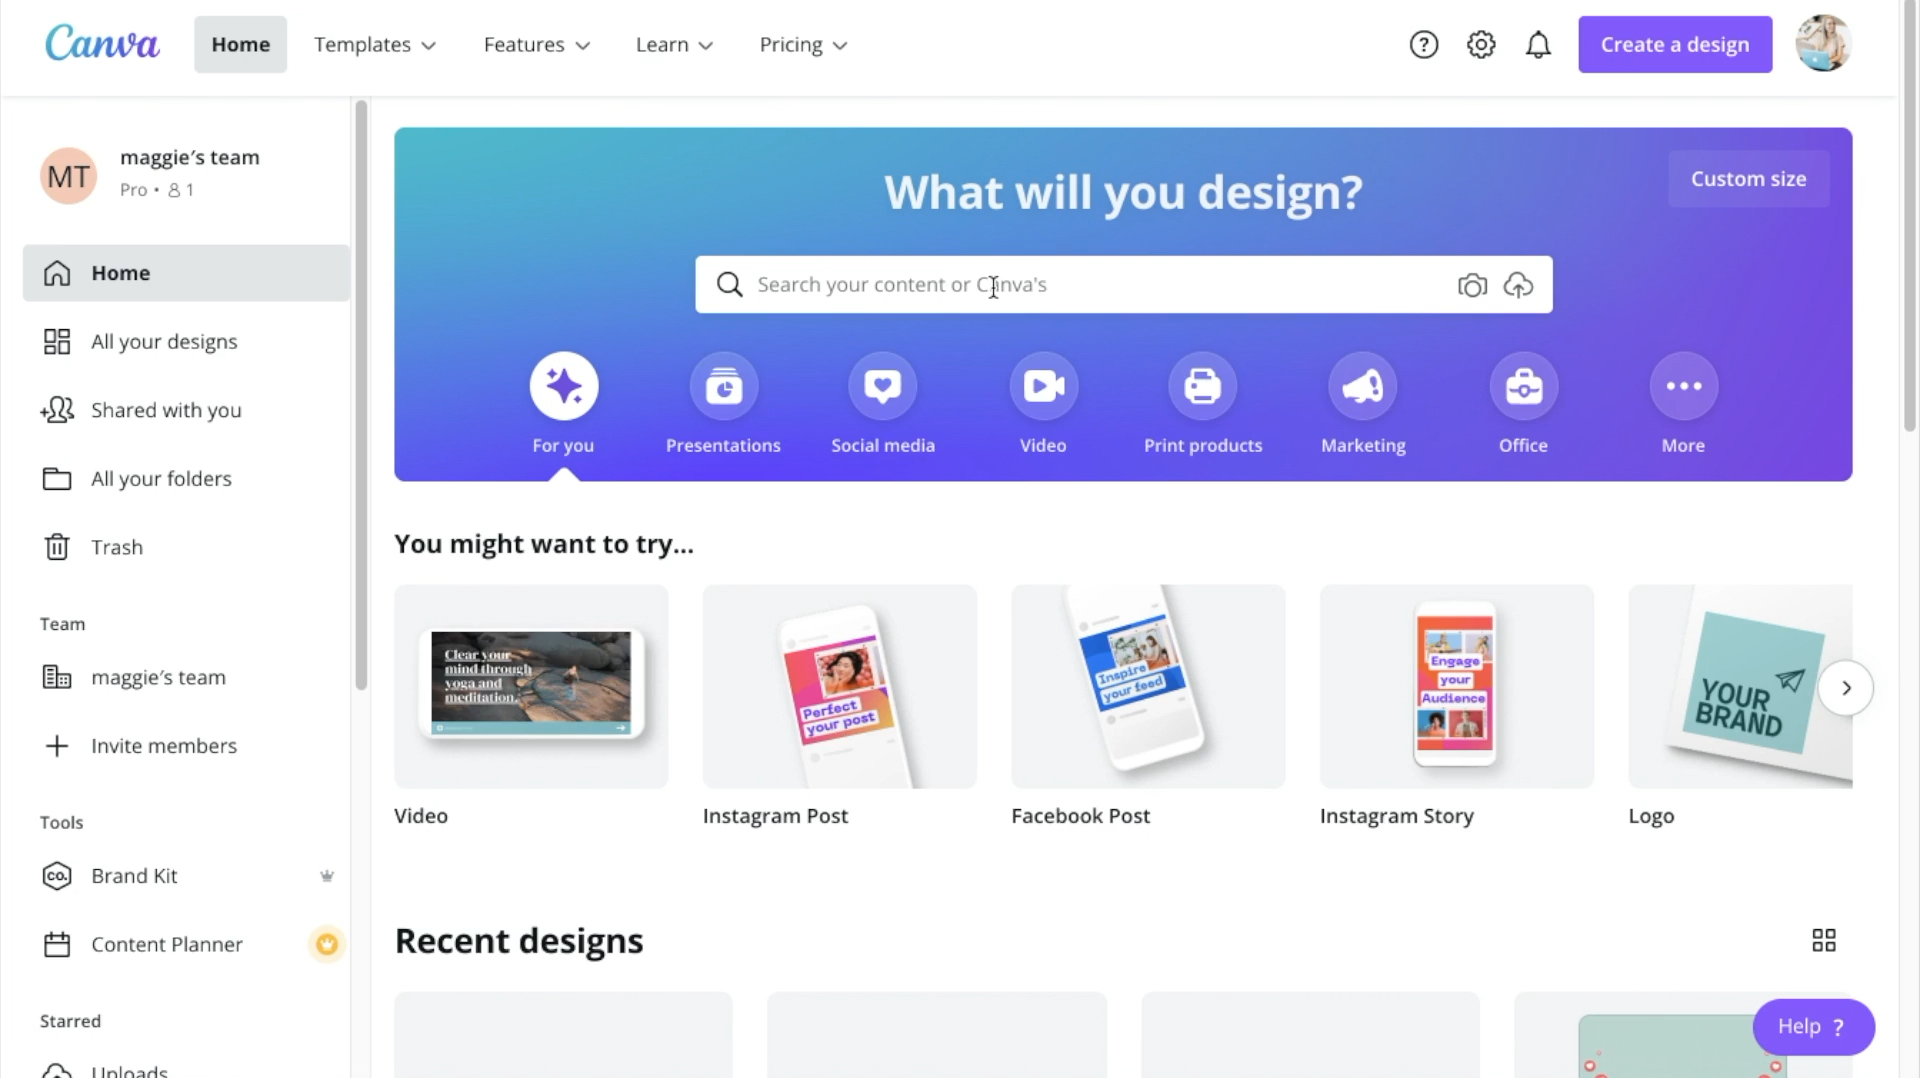 Canva
Home
Templates
Features
Learn
Pricing
Create a design
MT
maggie's team
Pro • 1
Home
All your designs
Shared with you
All your folders
Trash
Team
maggie's team
Invite members
Tools
CO.
Brand Kit
Content Planner
Starred
Uploads
What will you design?
Custom size
Search your content or Canva's
For you
Presentations
Social media
Video
Print products
Marketing
Office
More
You might want to try...
Clear your
mind through
yoga and
meditation.
Perfect
your post
Inspire
your feed
Engage
your
Audience
YOUR
BRAND
Video
Instagram Post
Facebook Post
Instagram Story
Logo
Recent designs
Help ?